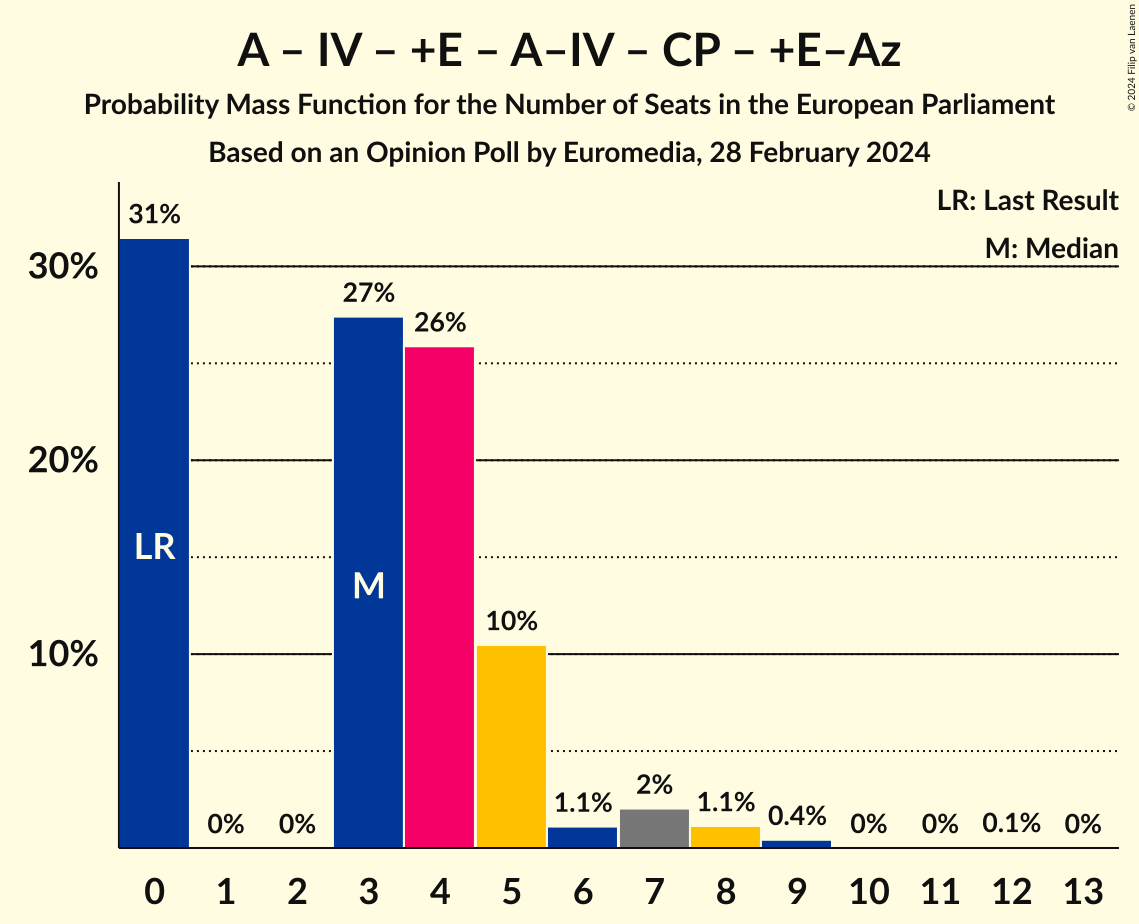 A – IV – +E – A–IV – CP – +E–Az
Probability Mass Function for the Number of Seats in the European Parliament
Based on an Opinion Poll by Euromedia, 28 February 2024
© 2024 Filip van Laenen
LR: Last Result
M: Median
31%
30%
27%
26%
20%
LR
M
10%
10%
2%
1.1%
1.1%
0.4%
0% 0% 0% 0% 0.1% 0%
0 1 2 3 4 5 6 7 8 9 10 11 12 13